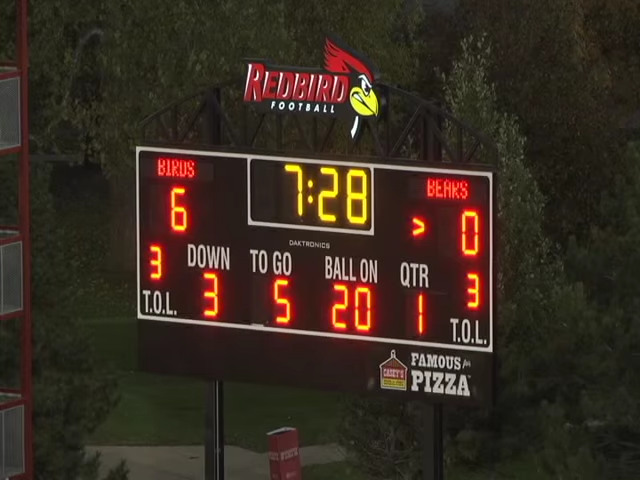 REDBIRD
FOOTBALL
BIRDS 7:28 BEARS
6 > 0
DAKTRONICS
3 DOWN TO GO BALL ON QTR 3
T.O.L. 3 5 20 1 T.O.L.
CASEY'S FAMOUS for
PIZZA